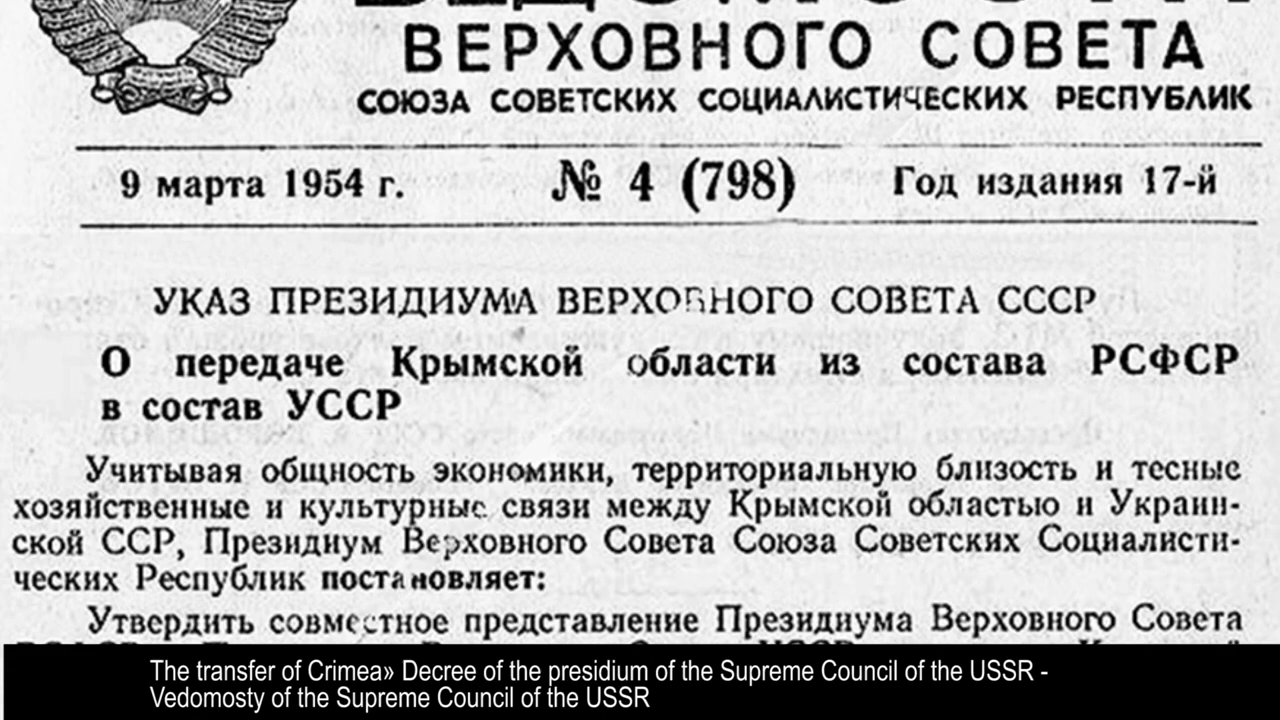 ВЕРХОВНОГО СОВЕТА
СОЮЗА СОВЕТСКИХ СОЦИАЛИСТИЧЕСКИХ РЕСПУБЛИК
9 марта 1954 г. № 4 (798) Год издания 17-й
УКАЗ ПРЕЗИДИУМА ВЕРХОВНОГО СОВЕТА СССР
О передаче Крымской области из состава РСФСР
в состав УССР
Учитывая общность экономики, территориальную близость и тесные
хозяйственные и культурные связи между Крымской областью и Украин-
ской ССР, Президиум Верховного Совета Союза Советских Социалисти-
ческих Республик постановляет:
Утвердить совместное представление Президиума Верховного Совета
The transfer of Crimea» Decree of the presidium of the Supreme Council of the USSR -
Vedomosty of the Supreme Council of the USSR